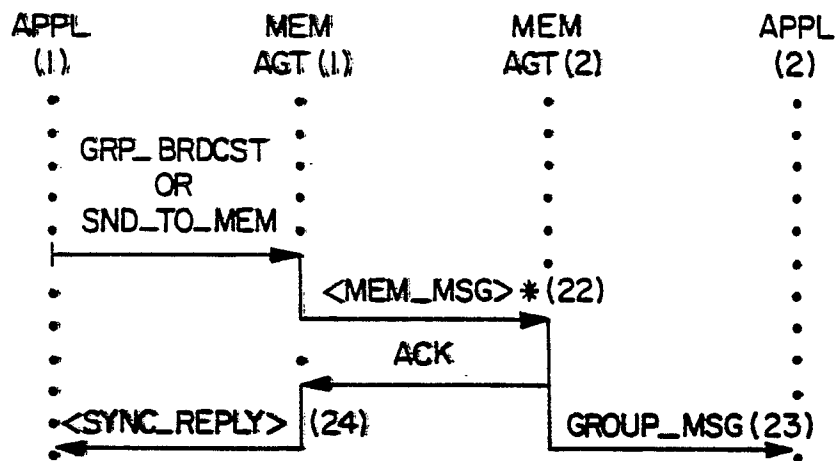 APPL MEM MEM APPL
(1) AGT (1) AGT (2) (2)
GRP_BRDCST
OR
SND_TO_MEM
<MEM_MSG> * (22)
ACK
<SYNC_REPLY> (24) GROUP_MSG (23)